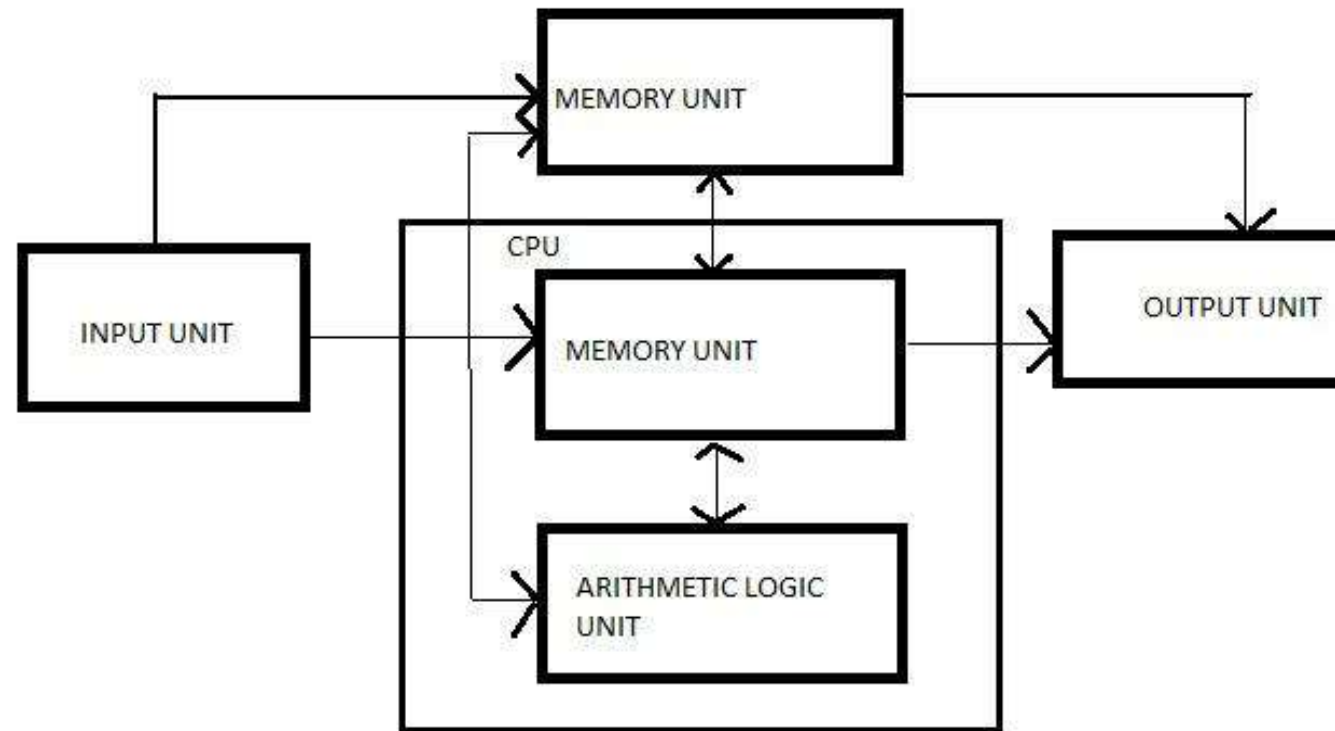 MEMORY UNIT
CPU
INPUT UNIT
MEMORY UNIT
OUTPUT UNIT
ARITHMETIC LOGIC
UNIT